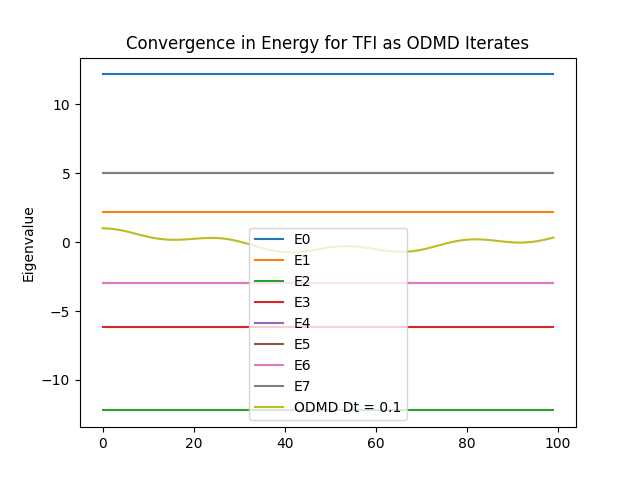 Convergence in Energy for TFI as ODMD Iterates
Eigenvalue
10
5
0
−5
−10
0
20
40
60
80
100
E0
E1
E2
E3
E4
E5
E6
E7
ODMD Dt = 0.1